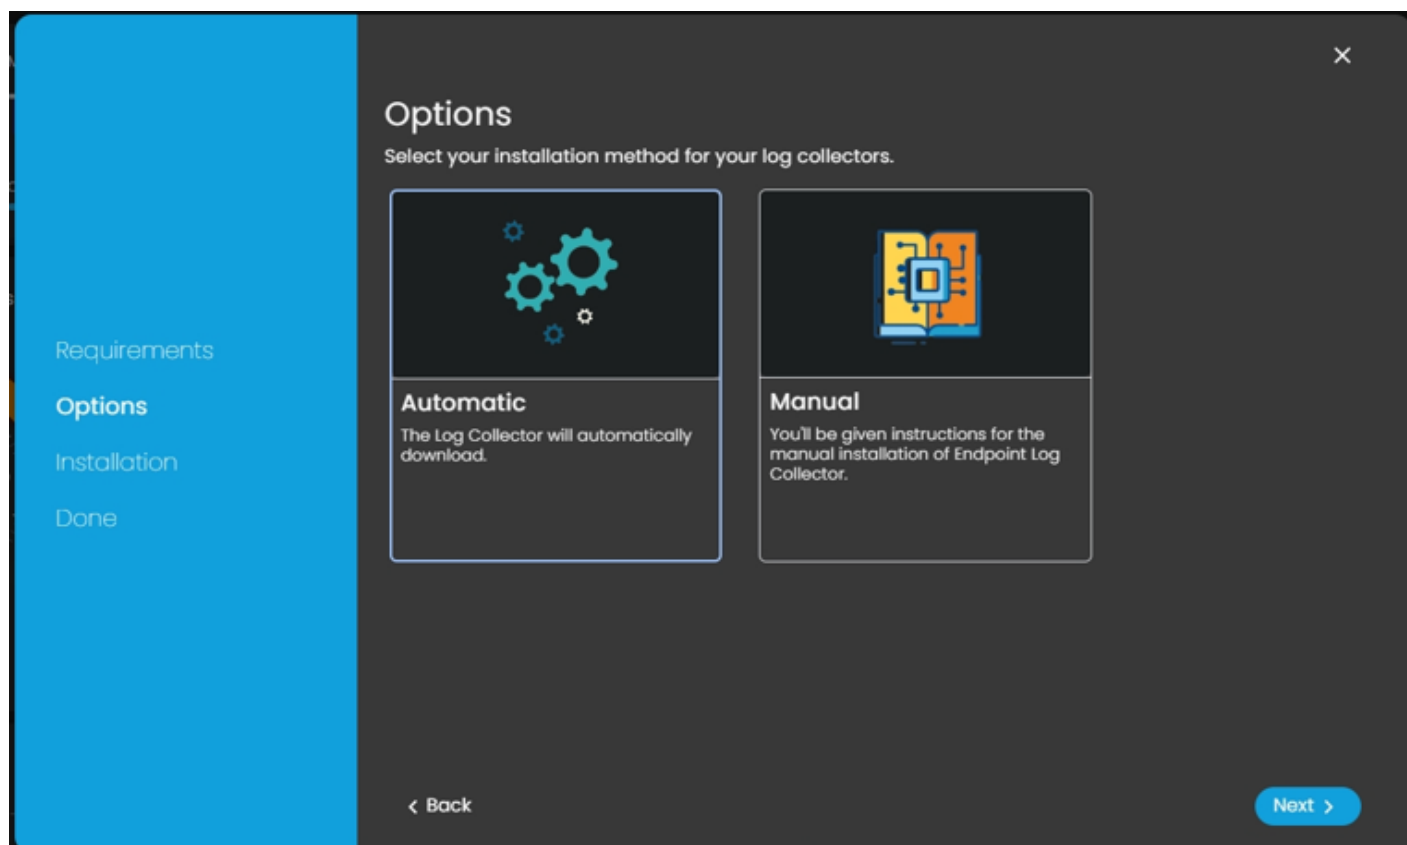 Options
Select your installation method for your log collectors.
Requirements
Options
Installation
Done
Automatic
The Log Collector will automatically
download.
Manual
You'll be given instructions for the
manual installation of Endpoint Log
Collector.
Back
Next